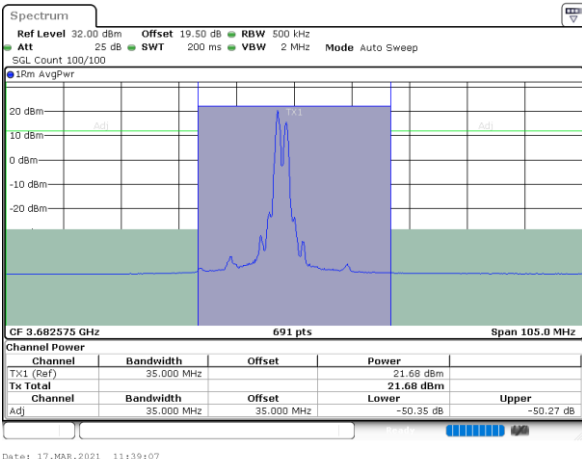 Spectrum
Ref Level 32.00 dBm Offset 19.50 dB RBW 500 kHz
Att 25 dB SWT 200 ms VBW 2 MHz Mode Auto Sweep
SGL Count 100/100
1Rm AvgPwr
TX1
20 dBm
Adj Adj
10 dBm
0 dBm
-10 dBm
-20 dBm
CF 3.682575 GHz 691 pts Span 105.0 MHz
Channel Power
Channel Bandwidth Offset Power
TX1 (Ref) 35.000 MHz 21.68 dBm
Tx Total 21.68 dBm
Channel Bandwidth Offset Lower Upper
Adj 35.000 MHz 35.000 MHz -50.35 dB -50.27 dB
Date: 17.MAR.2021 11:39:07